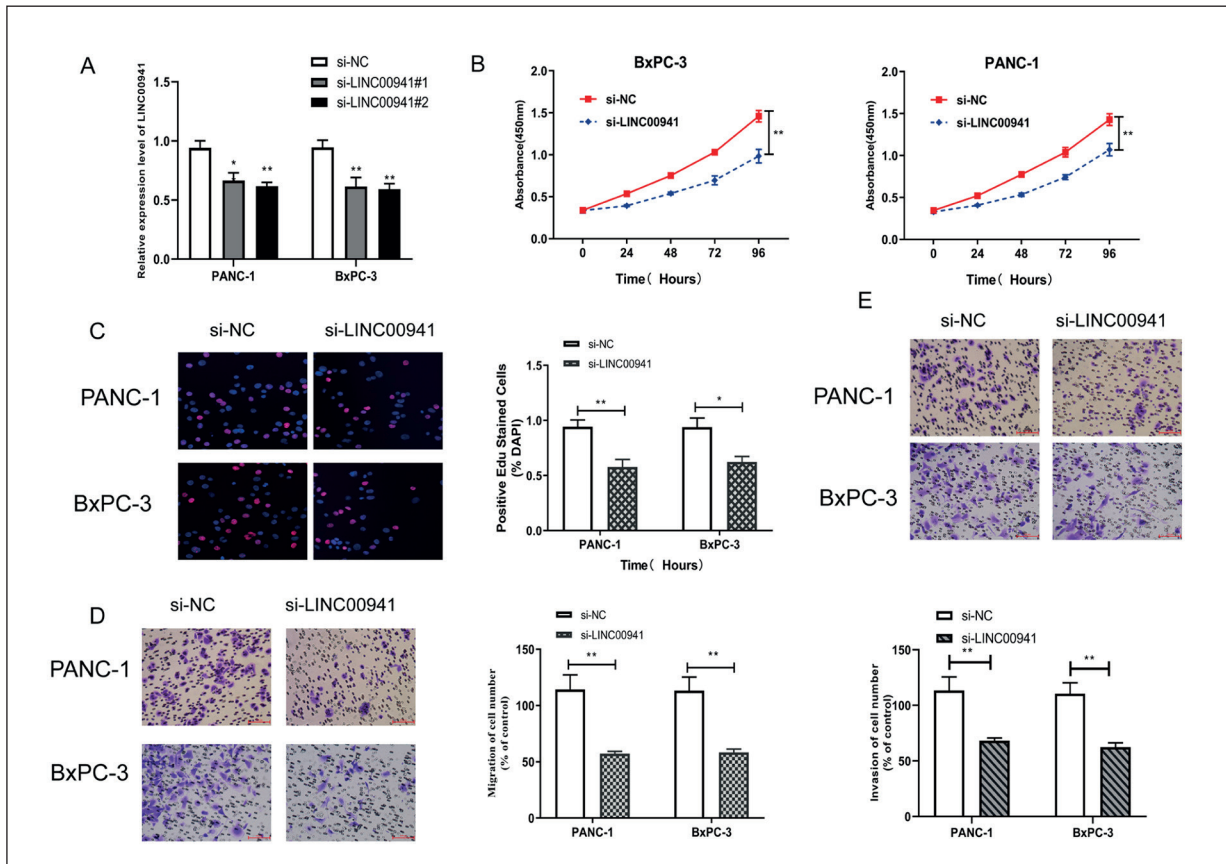 A
si-NC
si-LINC00941#1
si-LINC00941#2
Relative expression level of LINC00941
1.5
1.0
0.5
0.0
*
**
**
**
PANC-1
BxPC-3
B
BxPC-3
si-NC
si-LINC00941
Absorbance(450nm)
2.0
1.5
1.0
0.5
0.0
**
0
24
48
72
96
Time( Hours)
PANC-1
si-NC
si-LINC00941
Absorbance(450nm)
2.0
1.5
1.0
0.5
0.0
**
0
24
48
72
96
Time( Hours)
C
si-NC
si-LINC00941
PANC-1
BxPC-3
si-NC
si-LINC00941
Positive Edu Stained Cells
(% DAPI)
1.5
1.0
0.5
0.0
**
*
PANC-1
BxPC-3
Time( Hours)
E
si-NC
si-LINC00941
PANC-1
BxPC-3
D
si-NC
si-LINC00941
PANC-1
BxPC-3
si-NC
si-LINC00941
Migration of cell number
(% of control)
150
100
50
0
**
**
PANC-1
BxPC-3
si-NC
si-LINC00941
Invasion of cell number
(% of control)
150
100
50
0
**
**
PANC-1
BxPC-3